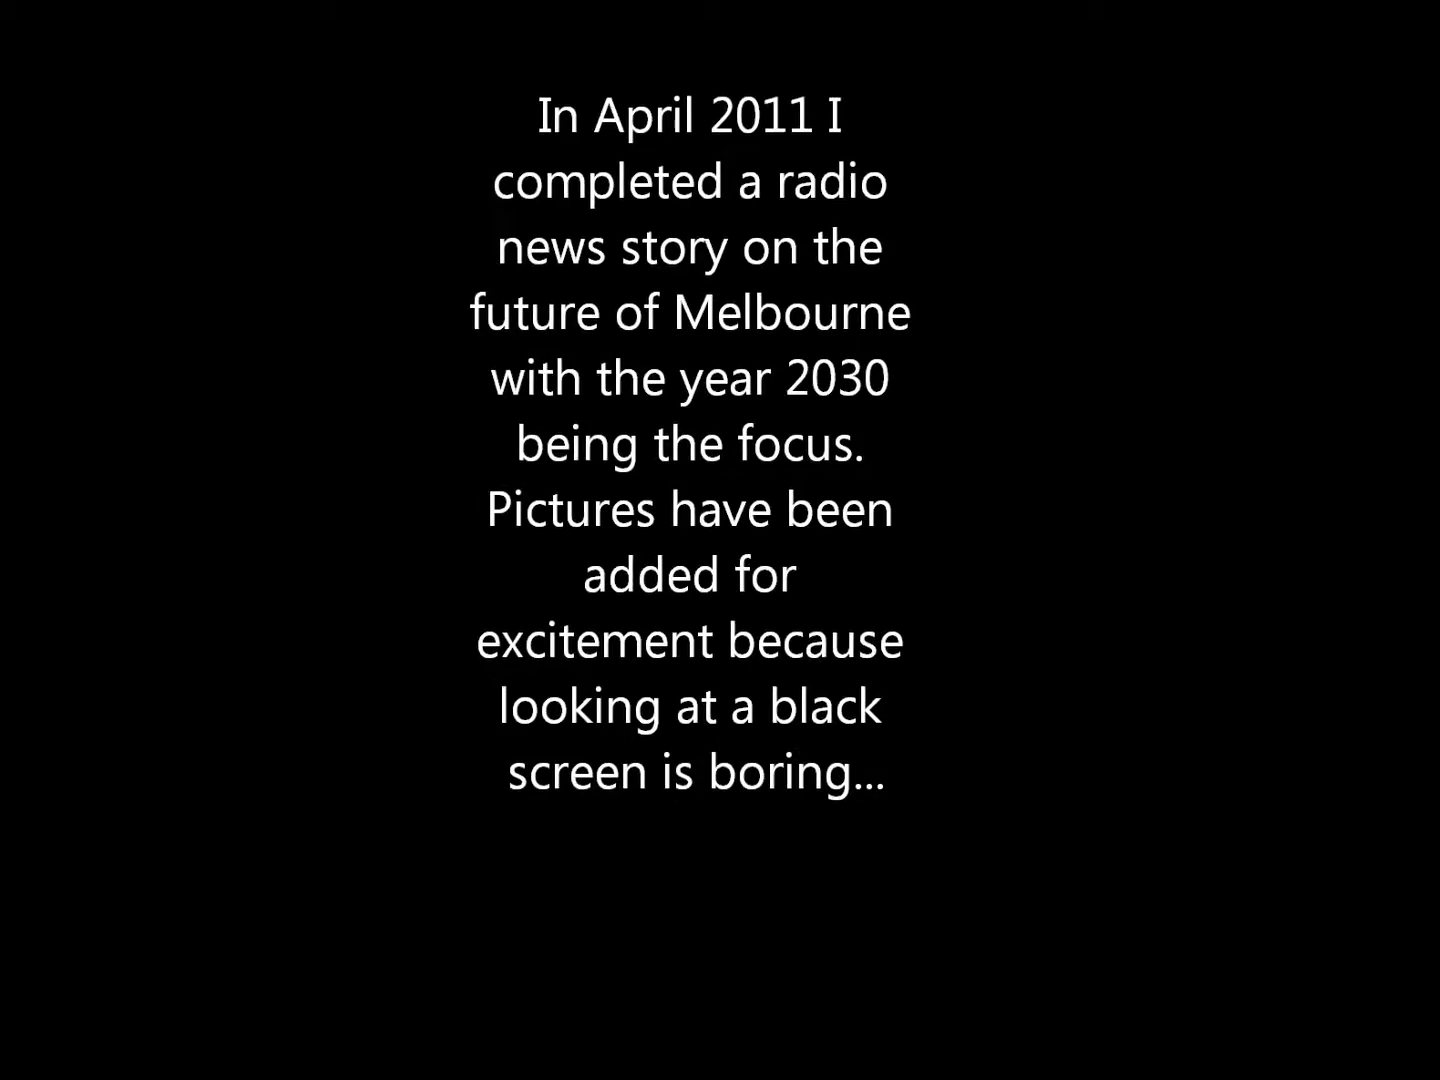 In April 2011 I
completed a radio
news story on the
future of Melbourne
with the year 2030
being the focus.
Pictures have been
added for
excitement because
looking at a black
screen is boring...